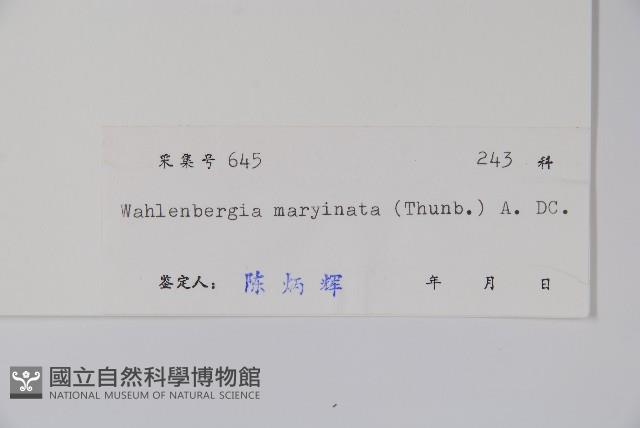 采集号 645 243 科
Wahlenbergia maryinata (Thunb.) A. DC.
鉴定人： 陈炳辉 年 月 日
國立自然科學博物館
NATIONAL MUSEUM OF NATURAL SCIENCE